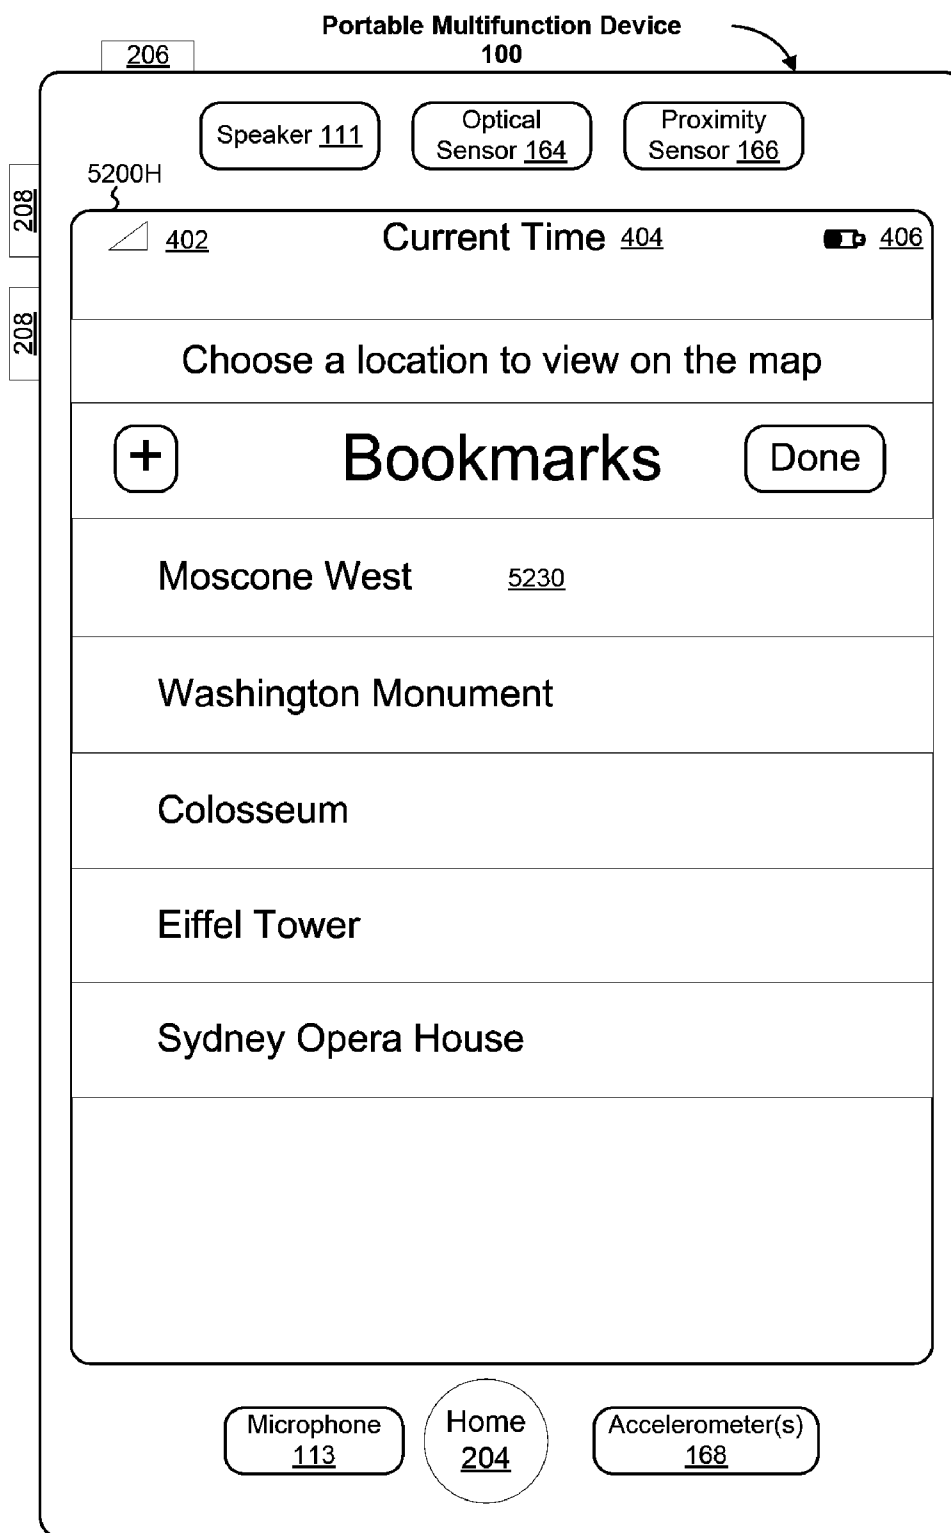 Portable Multifunction Device
100
206
Speaker 111
Optical
Sensor 164
Proximity
Sensor 166
5200H
208
208
402
Current Time 404
406
Choose a location to view on the map
+
Bookmarks
Done
Moscone West
5230
Washington Monument
Colosseum
Eiffel Tower
Sydney Opera House
Microphone
113
Home
204
Accelerometer(s)
168